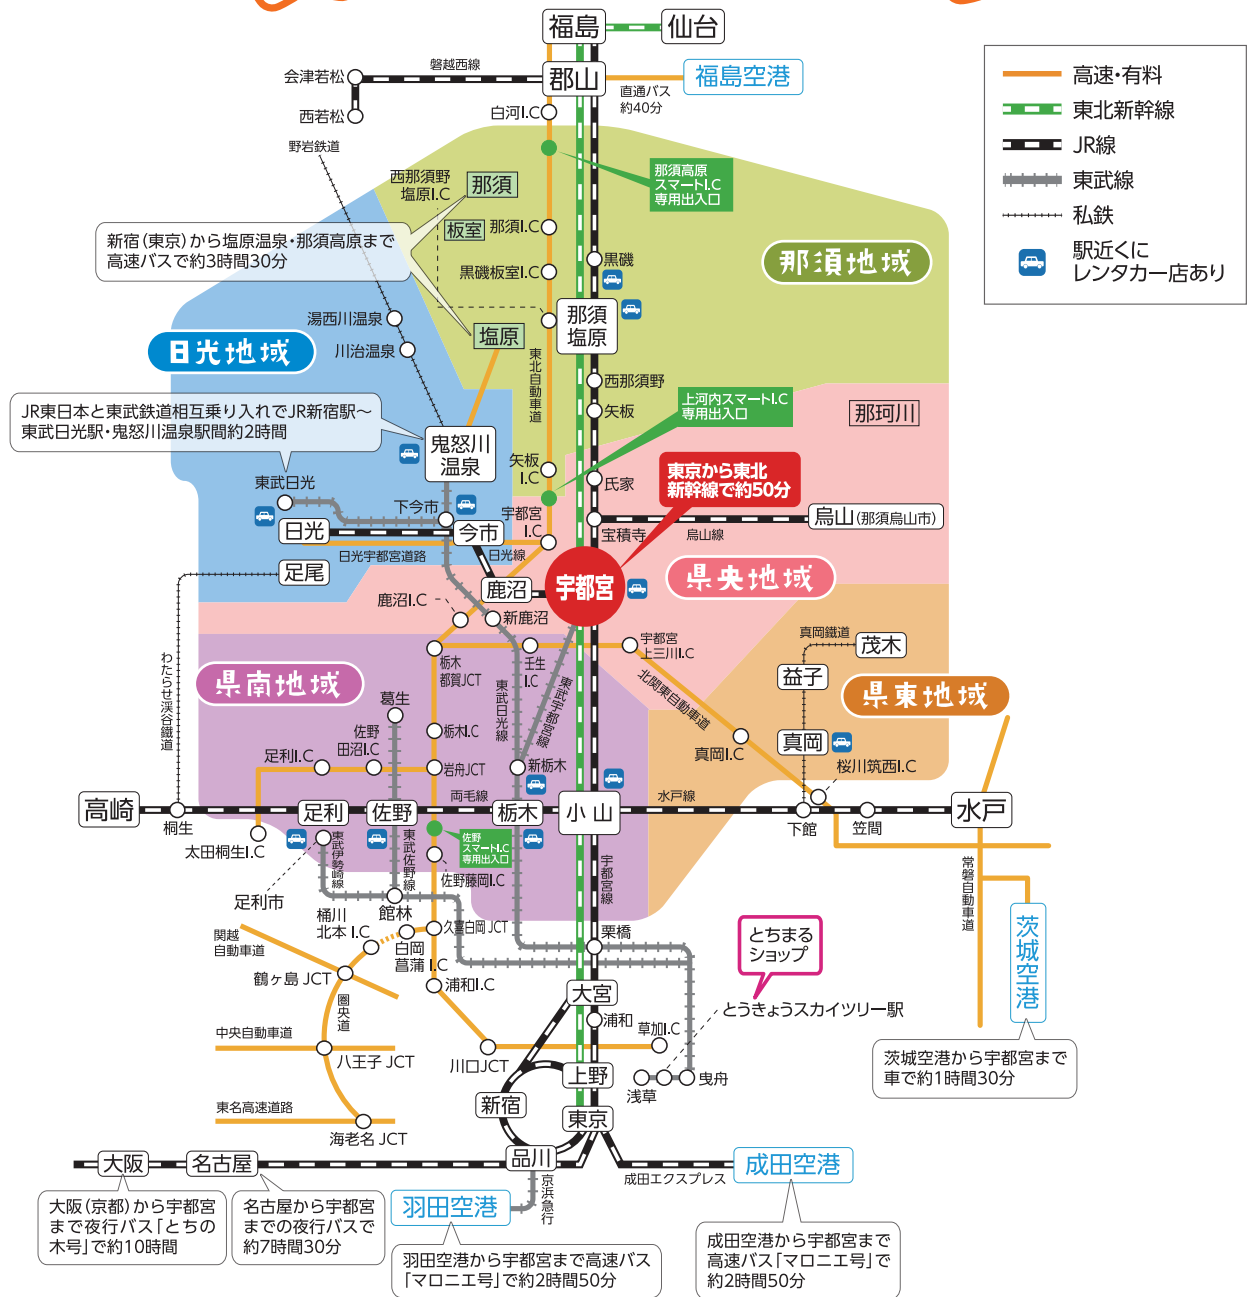 福島
仙台
磐越西線
会津若松
西若松
郡山
直通バス
約40分
福島空港
高速・有料
東北新幹線
JR線
東武線
私鉄
駅近くに
レンタカー店あり
白河I.C
野岩鉄道
西那須野
塩原I.C
那須
那須高原
スマートI.C
専用出入口
板室
那須I.C
新宿(東京)から塩原温泉・那須高原まで
高速バスで約3時間30分
黒磯板室I.C
黒磯
那須地域
那須
塩原
湯西川温泉
川治温泉
日光地域
塩原
東北自動車道
西那須野
矢板
上河内スマートI.C
専用出入口
那珂川
JR東日本と東武鉄道相互乗り入れでJR新宿駅〜
東武日光駅・鬼怒川温泉駅間約2時間
鬼怒川
温泉
矢板
I.C
氏家
東京から東北
新幹線で約50分
東武日光
下今市
宇都宮
I.C
日光
今市
宝積寺
烏山線
烏山(那須烏山市)
日光宇都宮道路
日光線
足尾
鹿沼
宇都宮
県央地域
鹿沼I.C
新鹿沼
わたらせ渓谷鐵道
県南地域
栃木
都賀JCT
壬生
I.C
宇都宮
上三川I.C
真岡鐵道
茂木
益子
県東地域
葛生
佐野
田沼I.C
栃木I.C
東武日光線
東武宇都宮線
北関東自動車道
真岡I.C
真岡
桜川筑西I.C
足利I.C
岩舟JCT
新栃木
高崎
桐生
太田桐生I.C
足利
佐野
両毛線
栃木
小山
水戸線
下館
笠間
水戸
佐野
スマートI.C
専用出入口
東武伊勢崎線
東武佐野線
佐野藤岡I.C
宇都宮線
常磐自動車道
足利市
館林
桶川
北本 I.C
関越
自動車道
久喜白岡 JCT
白岡
菖蒲 I.C
栗橋
とちまる
ショップ
茨城空港
鶴ヶ島 JCT
浦和I.C
大宮
とうきょうスカイツリー駅
圏央道
浦和
草加I.C
中央自動車道
八王子 JCT
川口JCT
上野
浅草
曳舟
茨城空港から宇都宮まで
車で約1時間30分
新宿
東京
東名高速道路
海老名 JCT
大阪
名古屋
品川
成田エクスプレス
成田空港
京浜急行
羽田空港
大阪(京都)から宇都宮
まで夜行バス「とちの
木号」で約10時間
名古屋から宇都宮
までの夜行バスで
約7時間30分
羽田空港から宇都宮まで高速バス
「マロニエ号」で約2時間50分
成田空港から宇都宮まで
高速バス「マロニエ号」で
約2時間50分